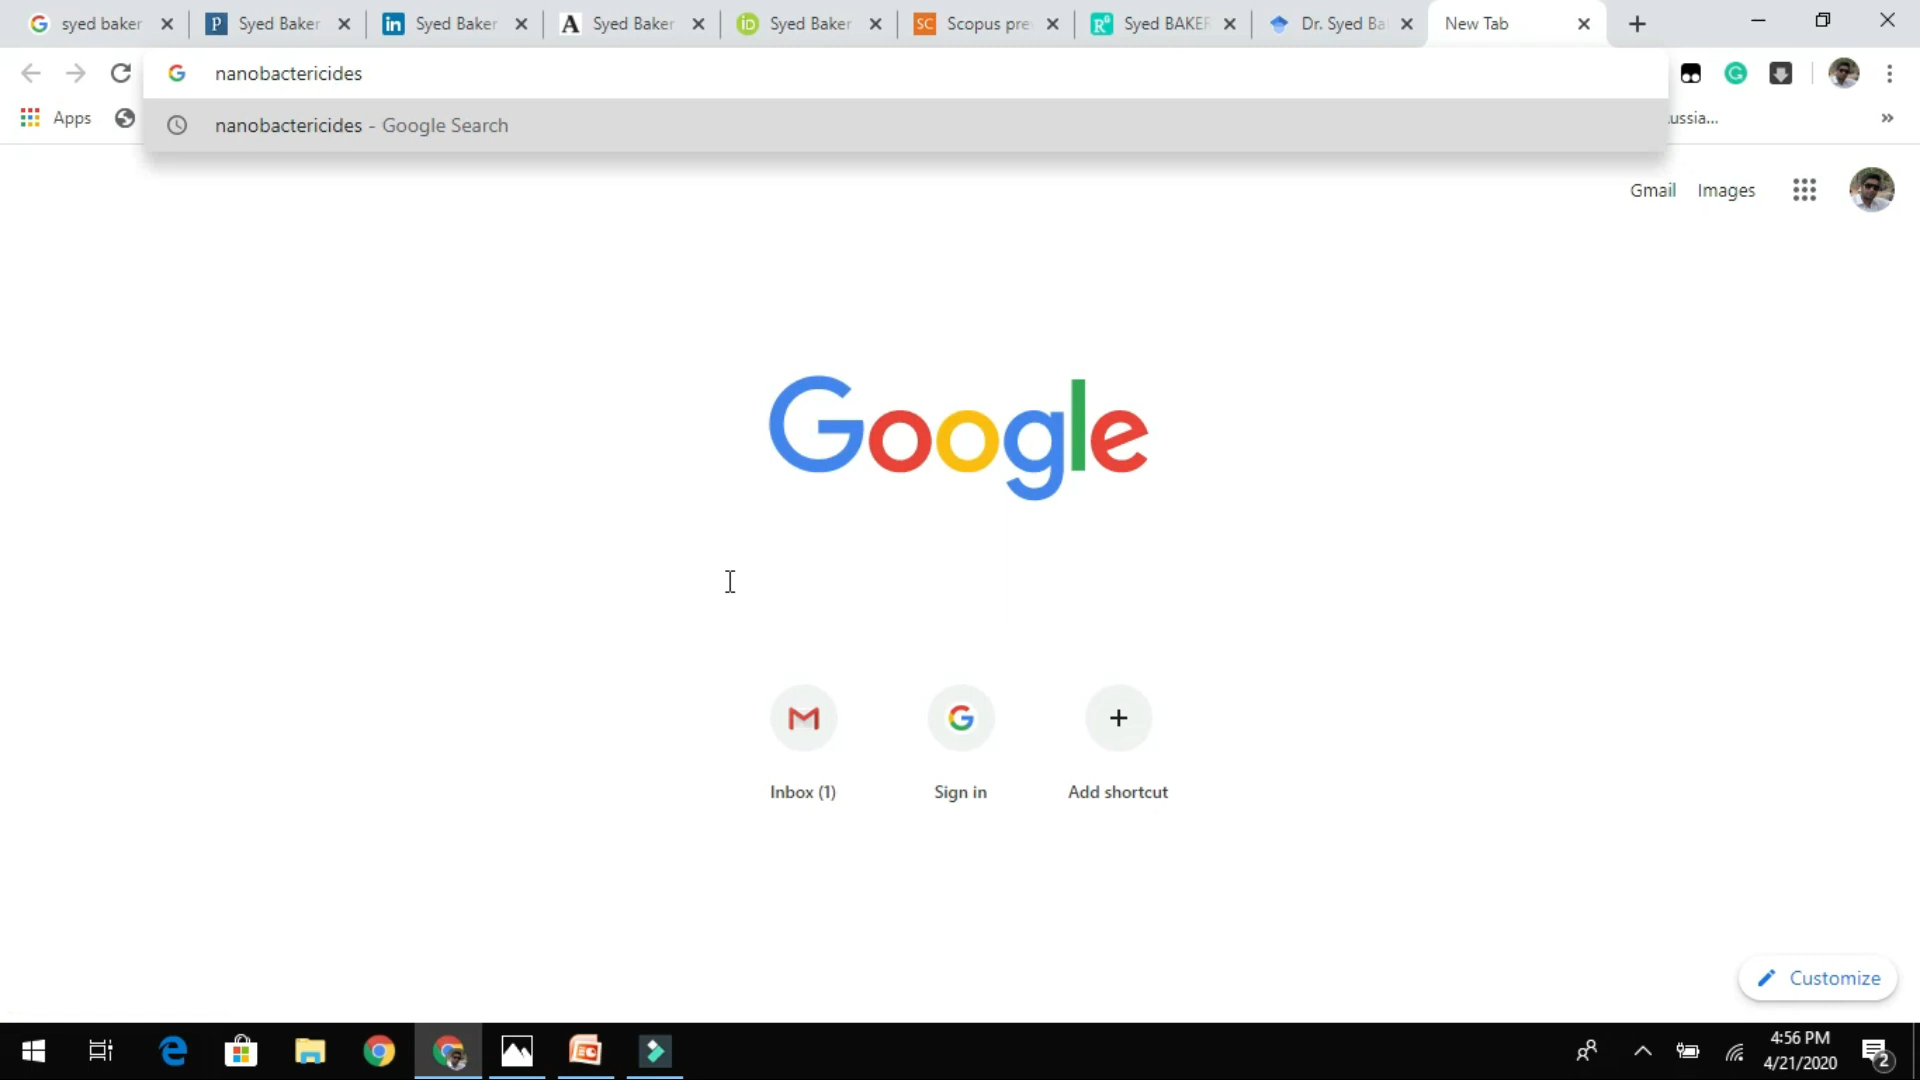 syed baker
Syed Baker
Syed Baker
Syed Baker
Syed Baker
Scopus pre
Syed BAKER
Dr. Syed Ba
New Tab
nanobactericides
Apps
nanobactericides - Google Search
ussia...
Gmail
Images
Google
Inbox (1)
Sign in
Add shortcut
Customize
4:56 PM
4/21/2020
2